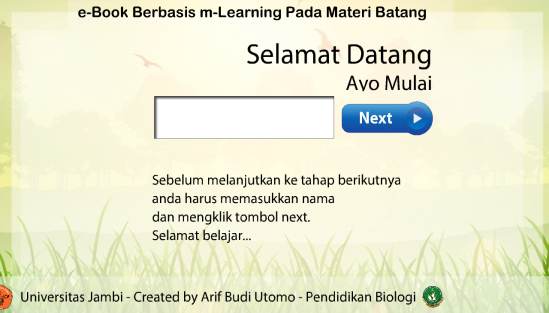 e-Book Berbasis m-Learning Pada Materi Batang
Selamat Datang
Ayo Mulai
Next
Sebelum melanjutkan ke tahap berikutnya
anda harus memasukkan nama
dan mengklik tombol next.
Selamat belajar...
Universitas Jambi - Created by Arif Budi Utomo - Pendidikan Biologi